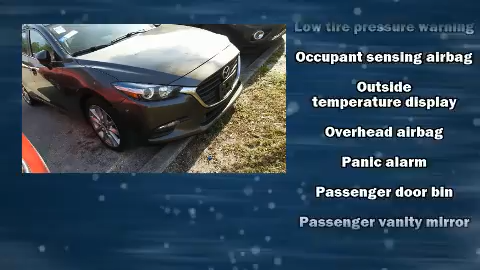 Low tire pressure warning
Occupant sensing airbag
Outside
temperature display
Overhead airbag
Panic alarm
Passenger door bin
Passenger vanity mirror